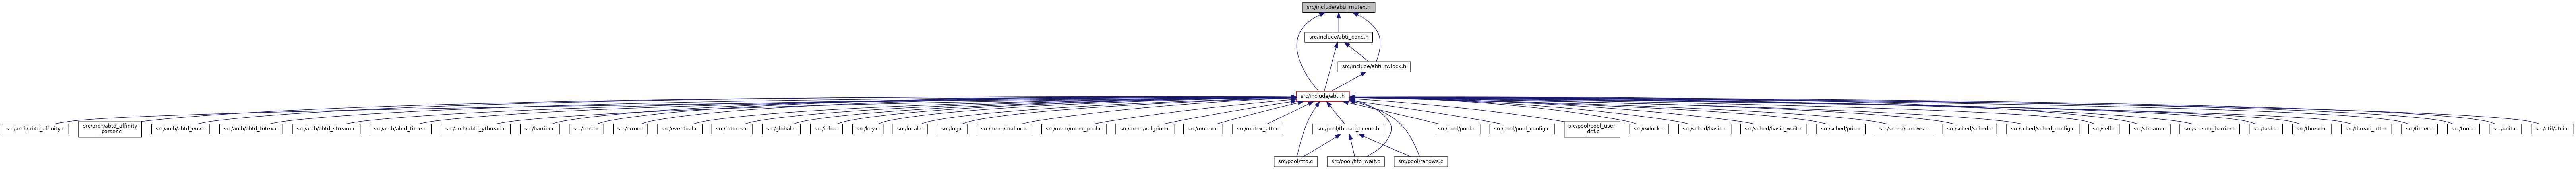 src/include/abti_mutex.h
src/include/abti_cond.h
src/include/abti_rwlock.h
src/include/abti.h
src/arch/abtd_affinity.c
src/arch/abtd_affinity
_parser.c
src/arch/abtd_env.c
src/arch/abtd_futex.c
src/arch/abtd_stream.c
src/arch/abtd_time.c
src/arch/abtd_ythread.c
src/barrier.c
src/cond.c
src/error.c
src/eventual.c
src/futures.c
src/global.c
src/info.c
src/key.c
src/local.c
src/log.c
src/mem/malloc.c
src/mem/mem_pool.c
src/mem/valgrind.c
src/mutex.c
src/mutex_attr.c
src/pool/thread_queue.h
src/pool/pool.c
src/pool/pool_config.c
src/pool/pool_user
_def.c
src/rwlock.c
src/sched/basic.c
src/sched/basic_wait.c
src/sched/prio.c
src/sched/randws.c
src/sched/sched.c
src/sched/sched_config.c
src/self.c
src/stream.c
src/stream_barrier.c
src/task.c
src/thread.c
src/thread_attr.c
src/timer.c
src/tool.c
src/unit.c
src/util/atoi.c
src/pool/fifo.c
src/pool/fifo_wait.c
src/pool/randws.c